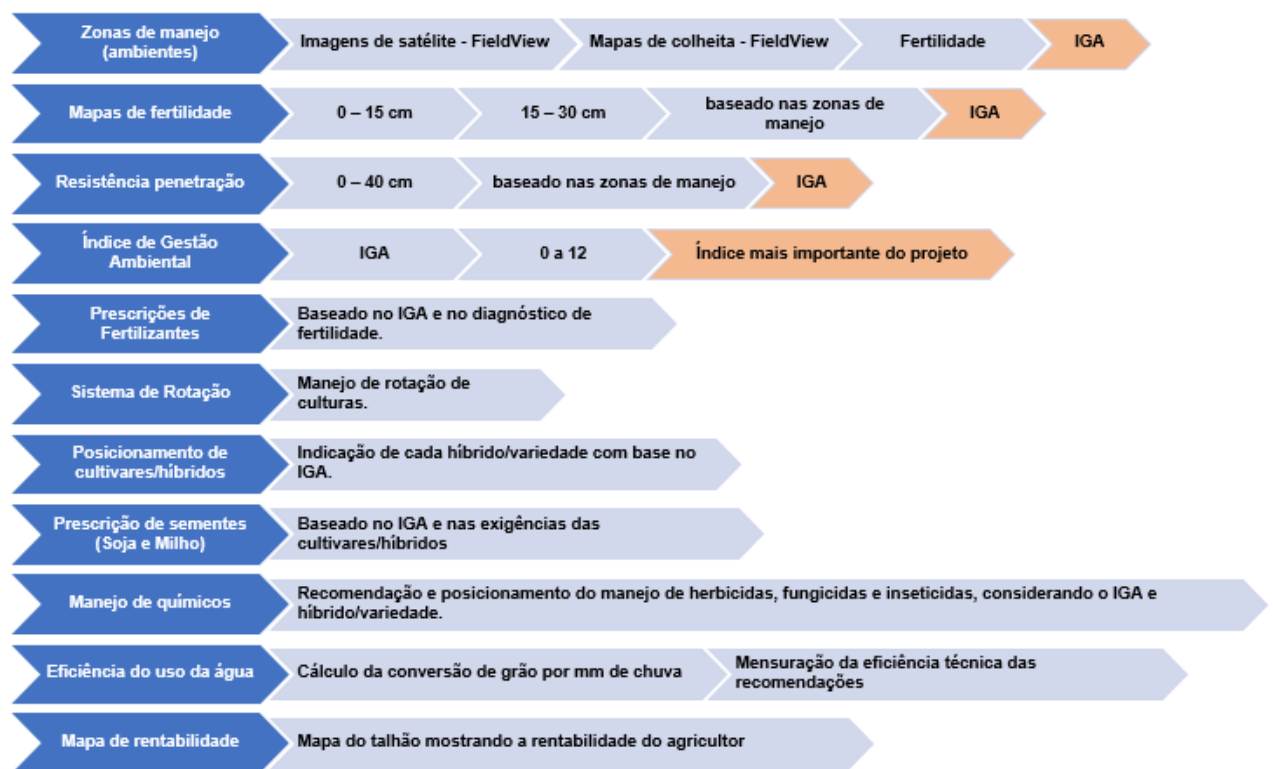 Zonas de manejo
(ambientes)
Imagens de satélite - FieldView
Mapas de colheita - FieldView
Fertilidade
IGA
Mapas de fertilidade
0 – 15 cm
15 – 30 cm
baseado nas zonas de
manejo
IGA
Resistência penetração
0 – 40 cm
baseado nas zonas de manejo
IGA
Índice de Gestão
Ambiental
IGA
0 a 12
Índice mais importante do projeto
Prescrições de
Fertilizantes
Baseado no IGA e no diagnóstico de
fertilidade.
Sistema de Rotação
Manejo de rotação de
culturas.
Posicionamento de
cultivares/híbridos
Indicação de cada híbrido/variedade com base no
IGA.
Prescrição de sementes
(Soja e Milho)
Baseado no IGA e nas exigências das
cultivares/híbridos
Manejo de químicos
Recomendação e posicionamento do manejo de herbicidas, fungicidas e inseticidas, considerando o IGA e
híbrido/variedade.
Eficiência do uso da água
Cálculo da conversão de grão por mm de chuva
Mensuração da eficiência técnica das
recomendações
Mapa de rentabilidade
Mapa do talhão mostrando a rentabilidade do agricultor